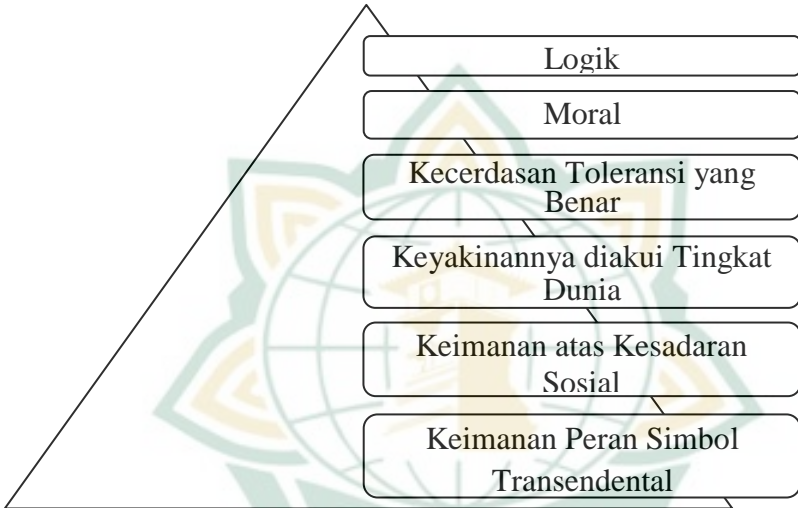 Logik
Moral
Kecerdasan Toleransi yang
Benar
Keyakinannya diakui Tingkat
Dunia
Keimanan atas Kesadaran
Sosial
Keimanan Peran Simbol
Transendental